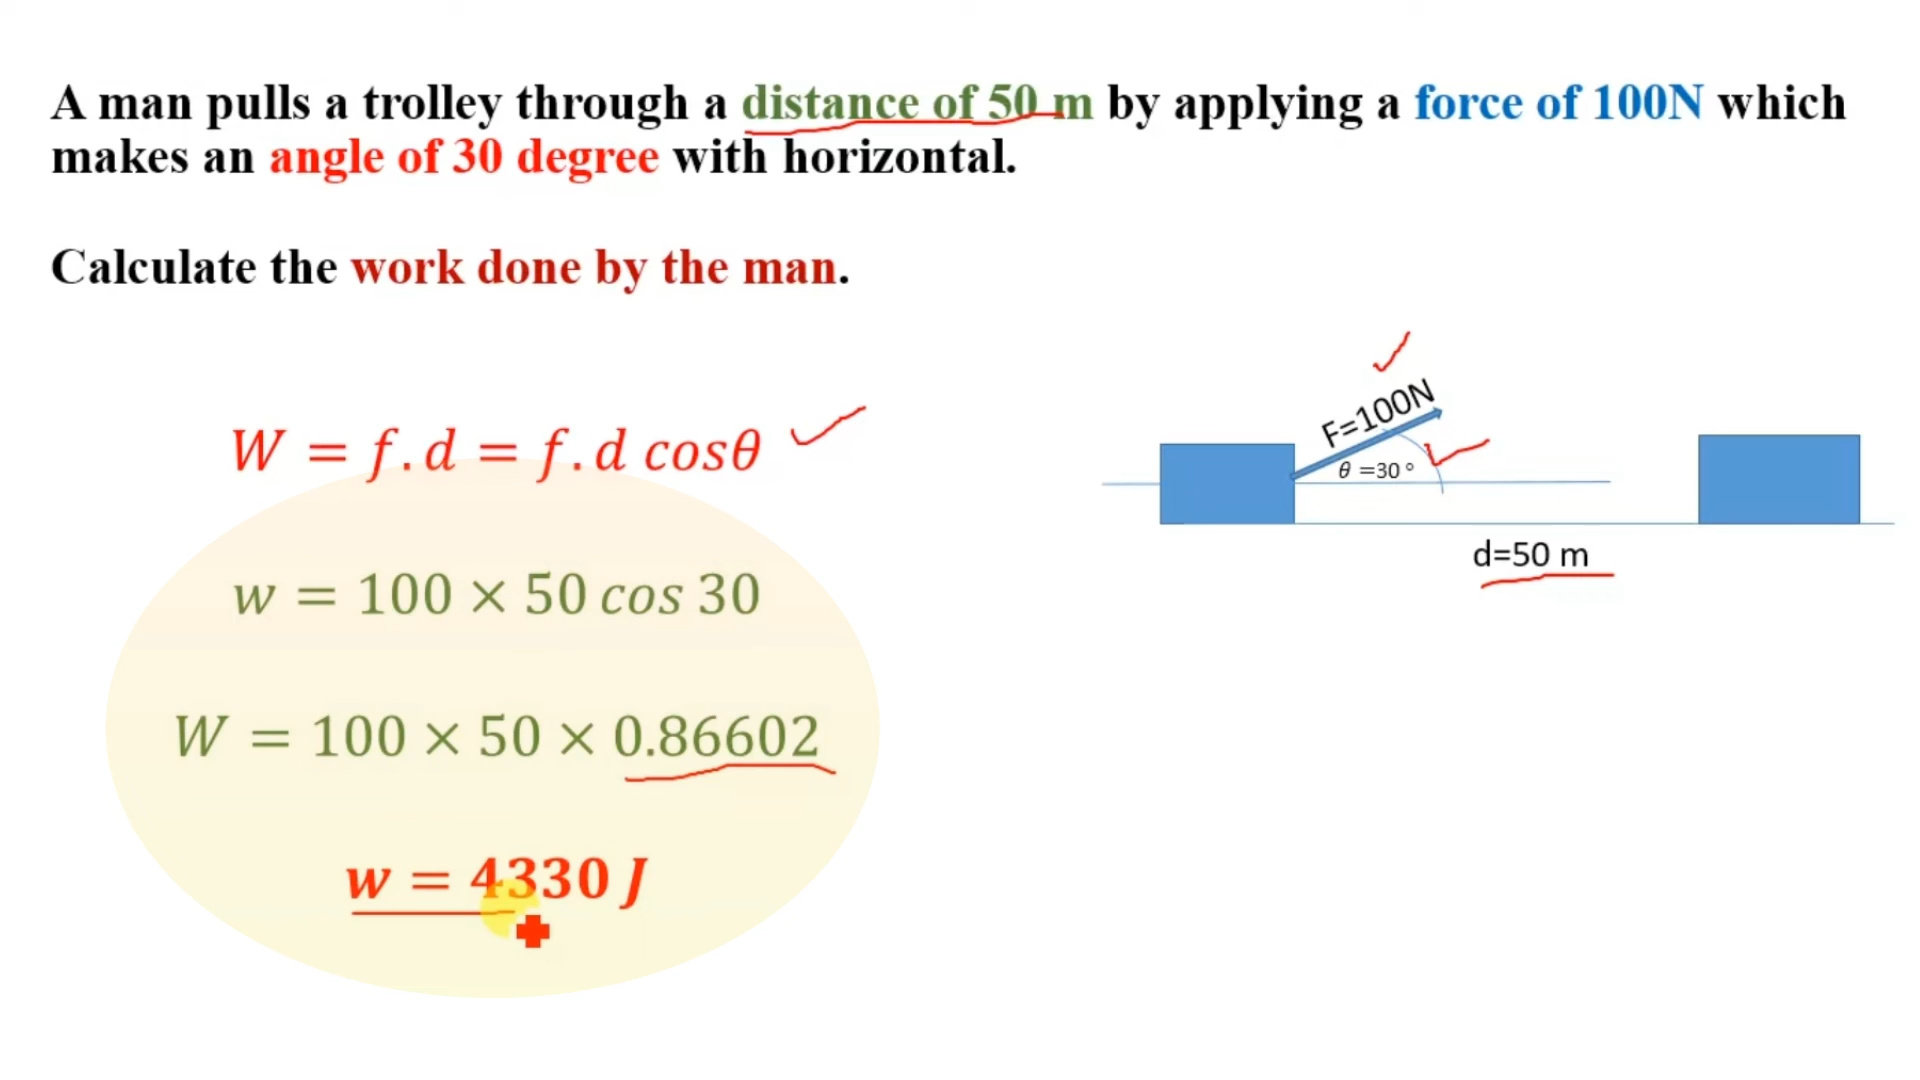 A man pulls a trolley through a distance of 50 m by applying a force of 100N which
makes an angle of 30 degree with horizontal.
Calculate the work done by the man.
W = f.d = f.d cosθ
w = 100 × 50 cos 30
W = 100 × 50 × 0.86602
w = 4330 J
F=100N
θ =30°
d=50 m